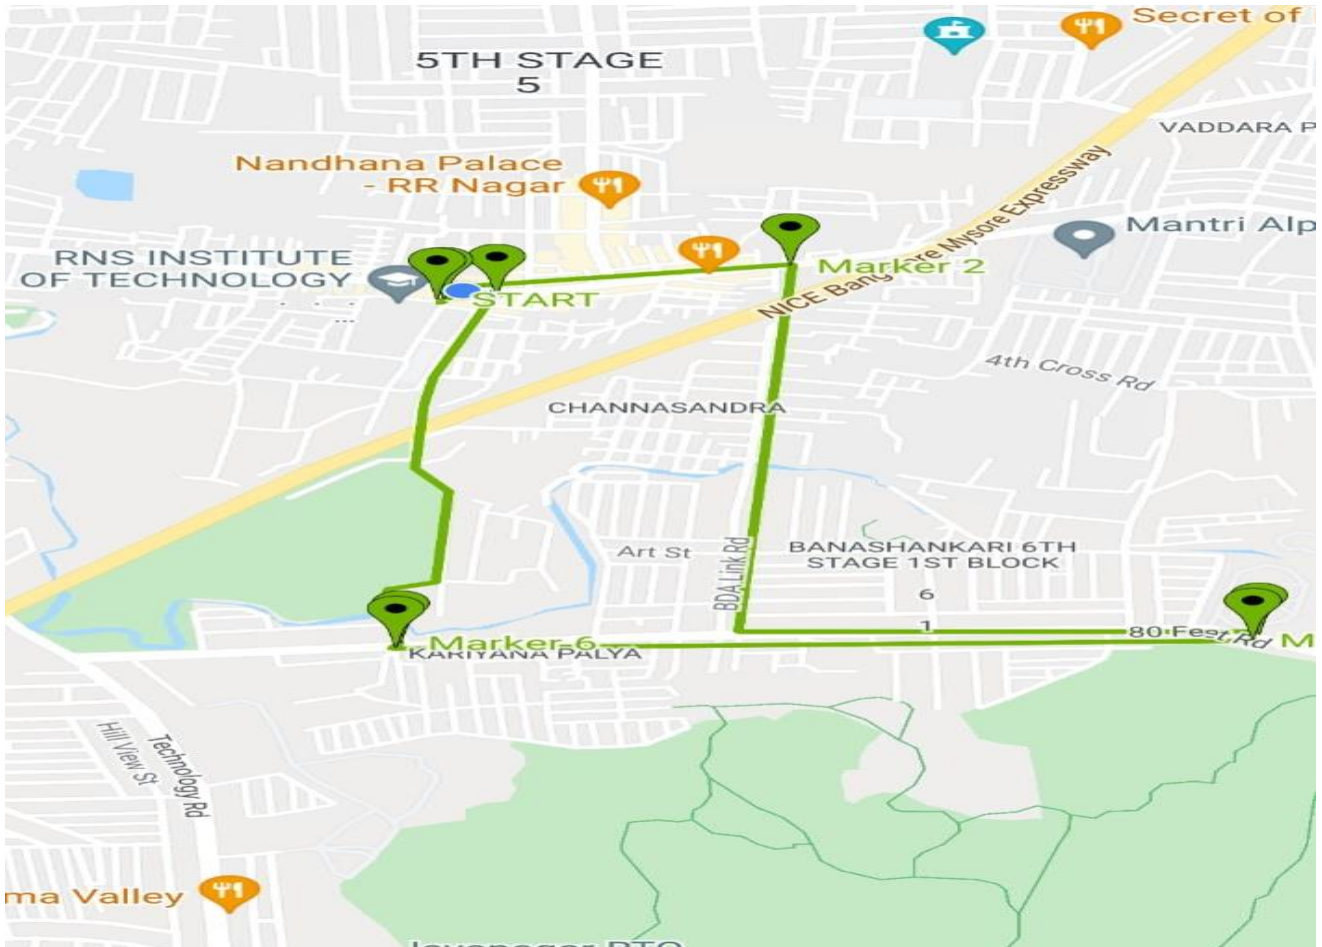 Secret of
5TH STAGE
5
VADDARA P
Nandhana Palace
- RR Nagar
NICE Bangalore Mysore Expressway
Mantri Alp
RNS INSTITUTE
OF TECHNOLOGY
Marker 2
START
4th Cross Rd
CHANNASANDRA
Art St
BDA Link Rd
BANASHANKARI 6TH
STAGE 1ST BLOCK
6
1
80 Feet Rd
M
Marker 6
KARIYANA PALYA
Hill View St
Technology Rd
ma Valley